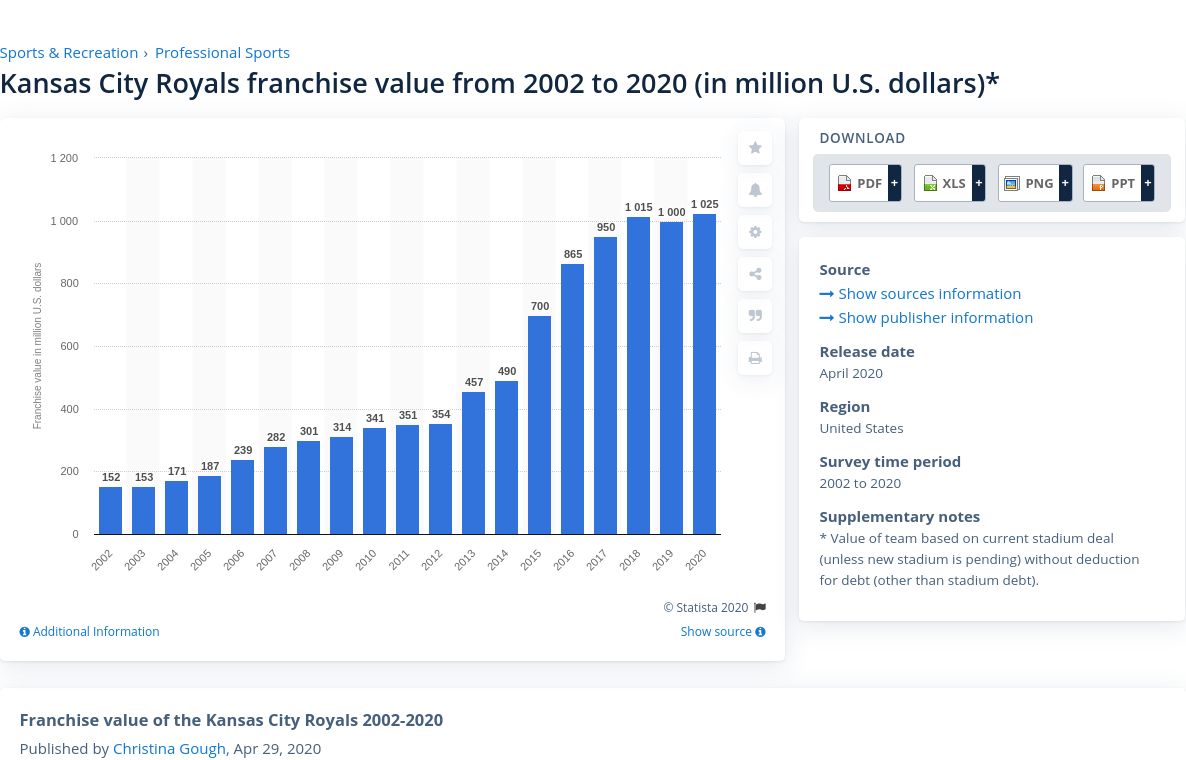 Sports & Recreation › Professional Sports
Kansas City Royals franchise value from 2002 to 2020 (in million U.S. dollars)*
Franchise value in million U.S. dollars
1 200
1 000
800
600
400
200
0
152
153
171
187
239
282
301
314
341
351
354
457
490
700
865
950
1 015
1 000
1 025
2002
2003
2004
2005
2006
2007
2008
2009
2010
2011
2012
2013
2014
2015
2016
2017
2018
2019
2020
© Statista 2020
Additional Information
Show source
DOWNLOAD
PDF + XLS + PNG + PPT +
Source
Show sources information
Show publisher information
Release date
April 2020
Region
United States
Survey time period
2002 to 2020
Supplementary notes
* Value of team based on current stadium deal
(unless new stadium is pending) without deduction
for debt (other than stadium debt).
Franchise value of the Kansas City Royals 2002-2020
Published by Christina Gough, Apr 29, 2020